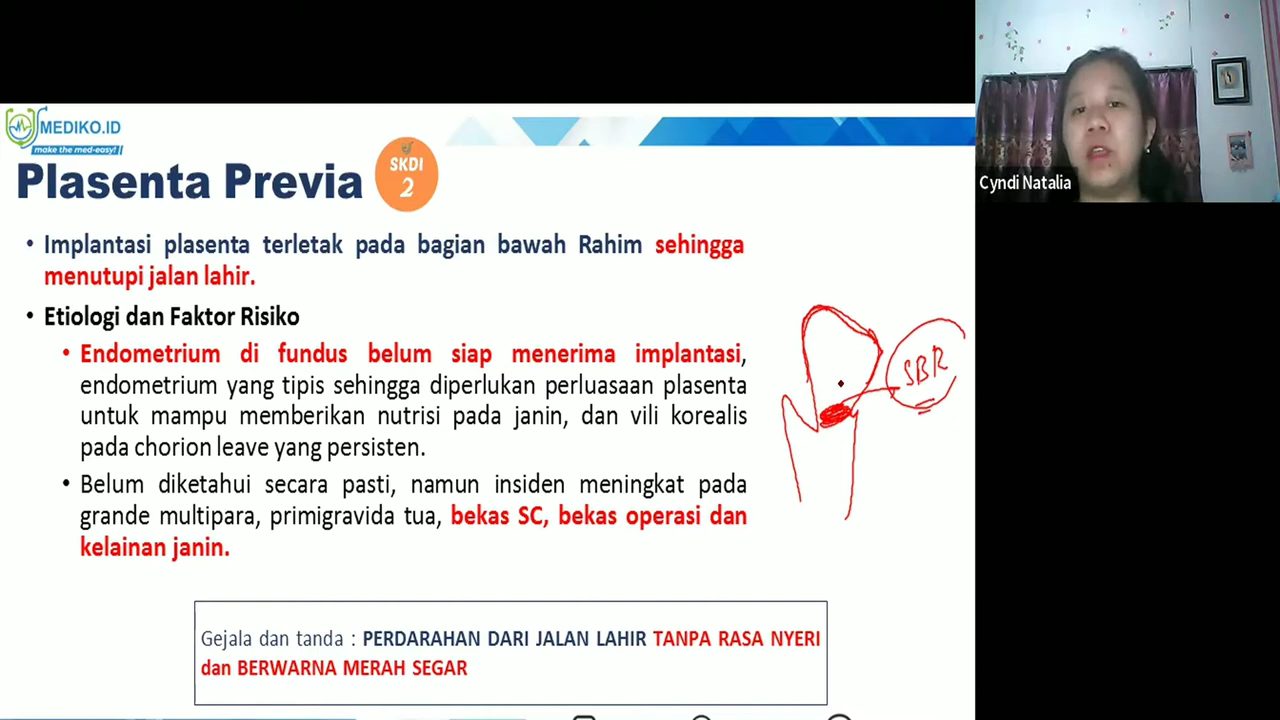 MEDIKO.ID
make the med-easy!
Plasenta Previa
SKDI
2
• Implantasi plasenta terletak pada bagian bawah Rahim sehingga
menutupi jalan lahir.
• Etiologi dan Faktor Risiko
• Endometrium di fundus belum siap menerima implantasi,
endometrium yang tipis sehingga diperlukan perluasaan plasenta
untuk mampu memberikan nutrisi pada janin, dan vili korealis
pada chorion leave yang persisten.
• Belum diketahui secara pasti, namun insiden meningkat pada
grande multipara, primigravida tua, bekas SC, bekas operasi dan
kelainan janin.
SBR
Gejala dan tanda : PERDARAHAN DARI JALAN LAHIR TANPA RASA NYERI
dan BERWARNA MERAH SEGAR
Cyndi Natalia